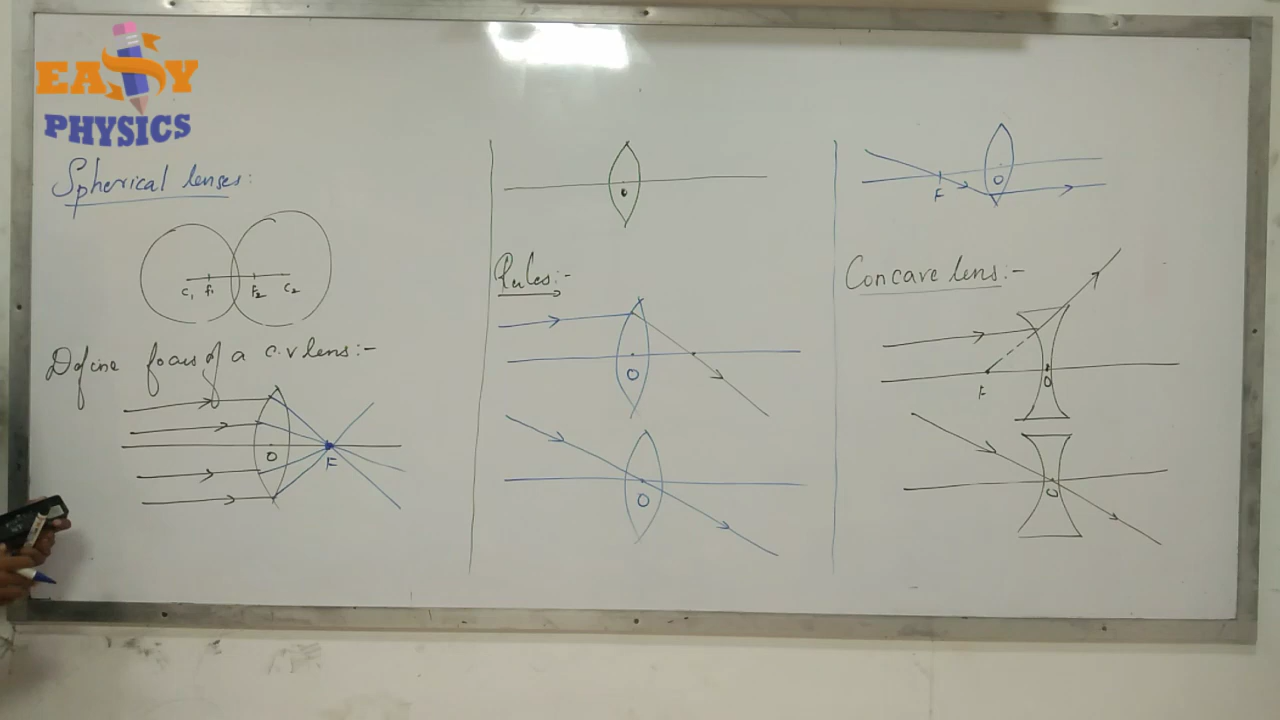 EASY
PHYSICS
Spherical lenses:
C1 F1 F2 C2
Define focus of a c.v lens:-
O F
O
Rules:-
O
O
F O
Concave lens:-
F O
O